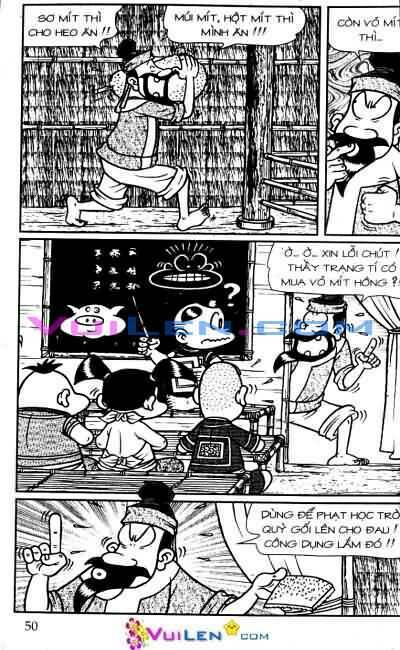 SƠ MÍT THÌ
CHO HEO ĂN !!
MÚI MÍT, HỘT MÍT THÌ
MÌNH ĂN !!!
CÒN VỎ MÍT
THÌ...
Ờ... Ờ... XIN LỖI CHÚT !
THẦY TRẠNG TÍ CÓ
MUA VỎ MÍT HÔNG ?!
?
VUILEN.COM
DÙNG ĐỂ PHẠT HỌC TRÒ
QUỲ GỐI LÊN CHO ĐAU !
CÔNG DỤNG LẮM ĐÓ !!
50
VUILEN.COM